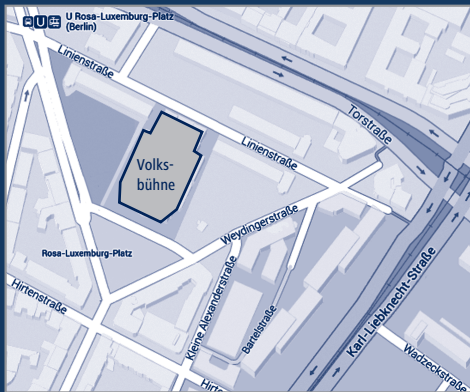 U Rosa-Luxemburg-Platz
(Berlin)
Linienstraße
Torstraße
Linienstraße
Volks-
bühne
Weydingerstraße
Rosa-Luxemburg-Platz
Hirtenstraße
Kleine Alexanderstraße
Bartelstraße
Karl-Liebknecht-Straße
Wadzeckstraße
Hirte